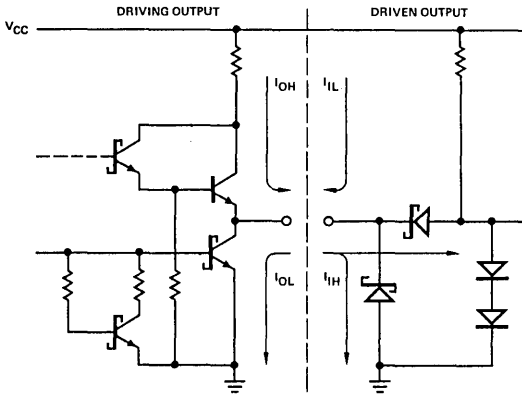 DRIVING OUTPUT
DRIVEN OUTPUT
VCC
IOH
IIL
IOL
IIH